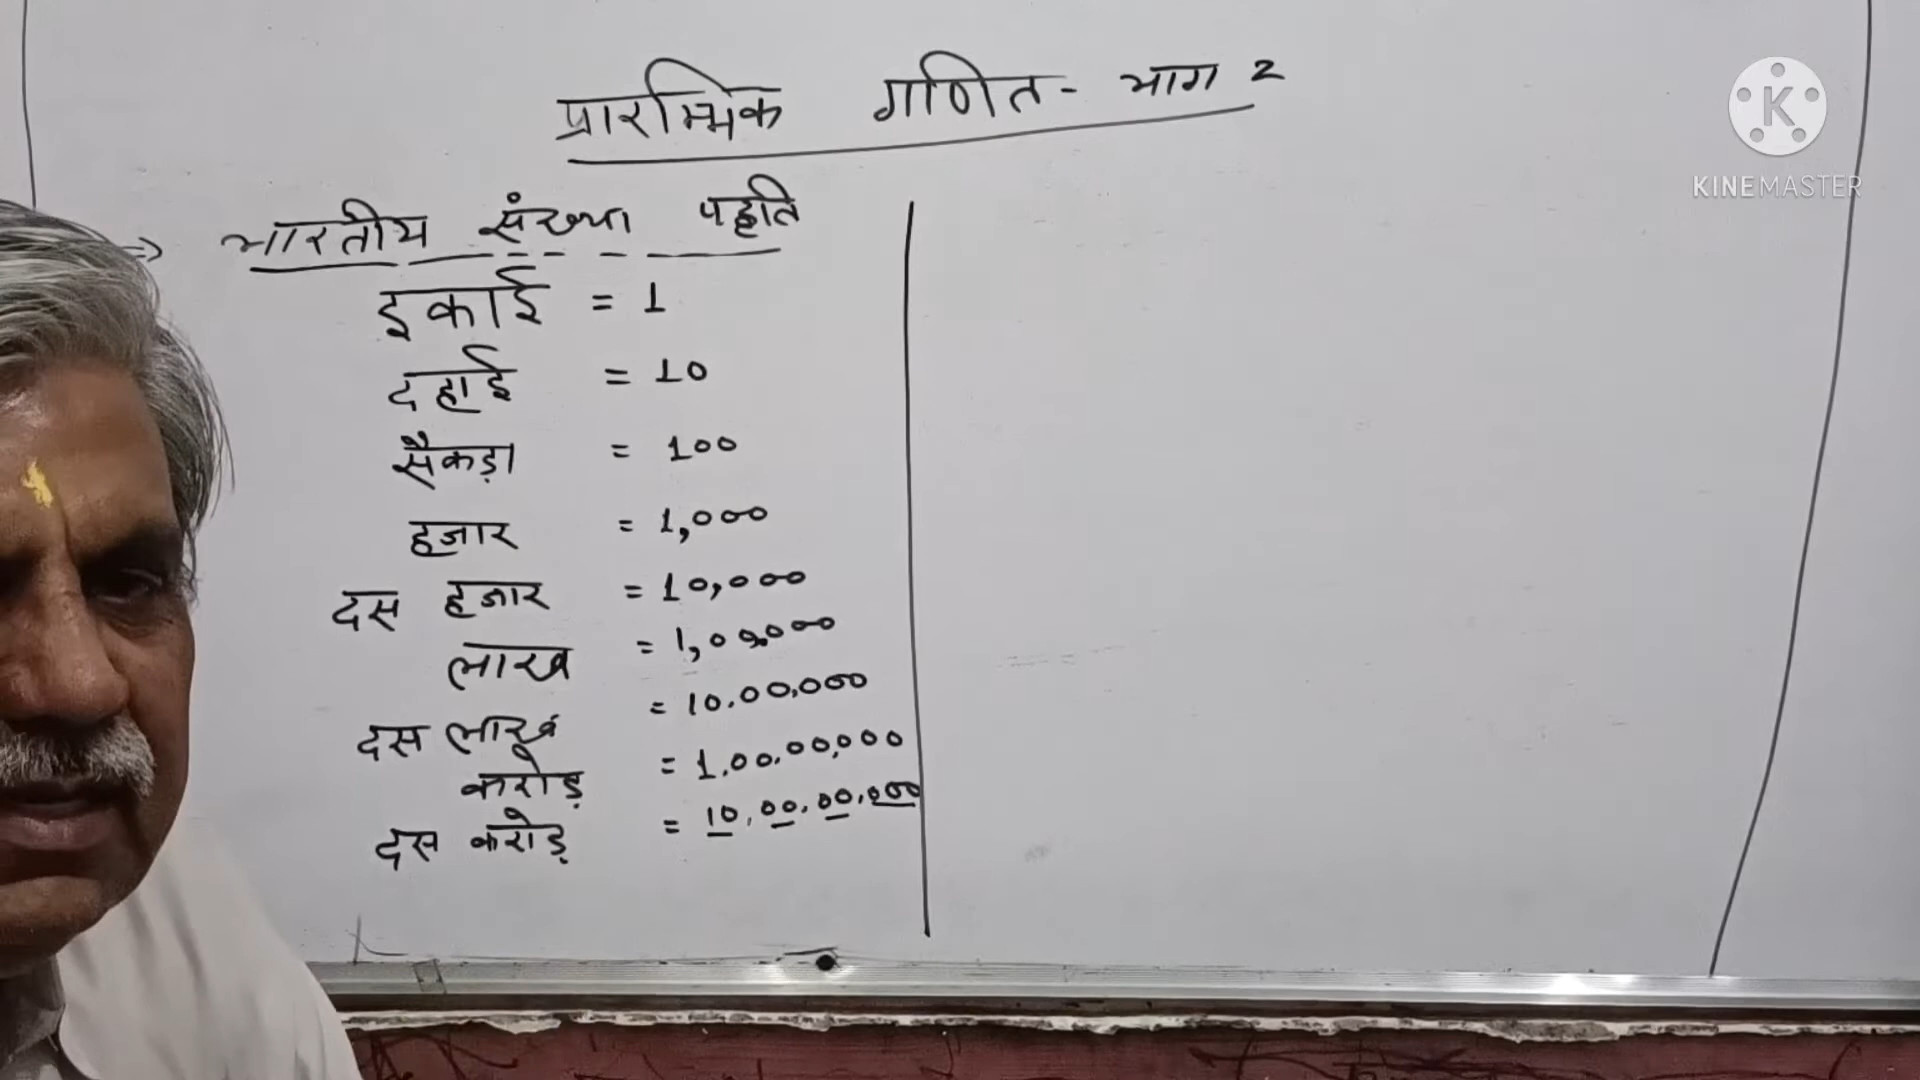 प्रारम्भिक गणित - भाग 2
⇒ भारतीय संख्या पद्दति
इकाई = 1
दहाई = 10
सैकड़ा = 100
हजार = 1,000
दस हजार = 10,000
लाख = 1,00,000
दस लाख = 10,00,000
करोड़ = 1,00,00,000
दस करोड़ = 10,00,00,000
K
KINEMASTER